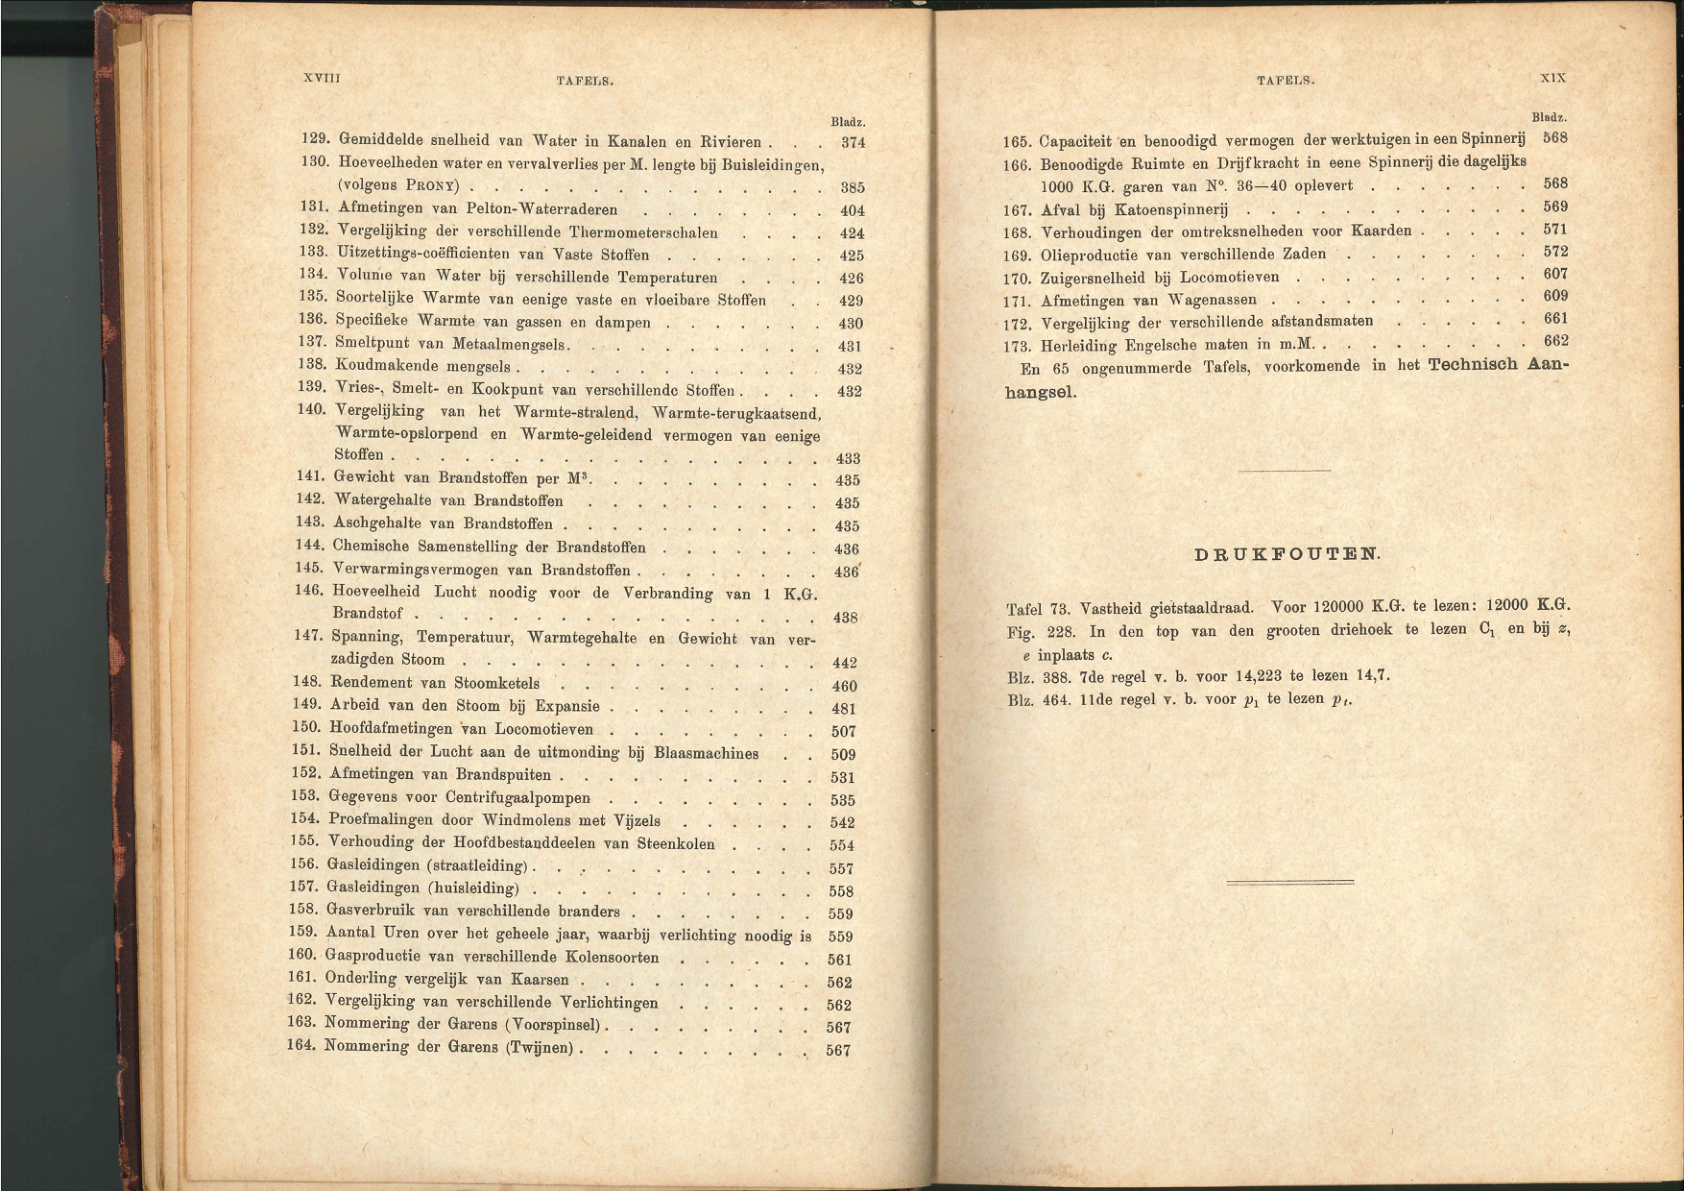 XVIII
TAFELS.
Bladz.
129. Gemiddelde snelheid van Water in Kanalen en Rivieren . . . 374
130. Hoeveelheden water en vervalverlies per M. lengte bij Buisleidingen,
(volgens PRONY) . . . . . . . . . . . . . . . 385
131. Afmetingen van Pelton-Waterraderen . . . . . . . . 404
132. Vergelijking der verschillende Thermometerschalen . . . . 424
133. Uitzettings-coëfficienten van Vaste Stoffen . . . . . . . 425
134. Volume van Water bij verschillende Temperaturen . . . . 426
135. Soortelijke Warmte van eenige vaste en vloeibare Stoffen . . 429
136. Specifieke Warmte van gassen en dampen . . . . . . . 430
137. Smeltpunt van Metaalmengsels. . . . . . . . . . . 431
138. Koudmakende mengsels . . . . . . . . . . . . . 432
139. Vries-, Smelt- en Kookpunt van verschillende Stoffen . . . . 432
140. Vergelijking van het Warmte-stralend, Warmte-terugkaatsend,
Warmte-opslorpend en Warmte-geleidend vermogen van eenige
Stoffen . . . . . . . . . . . . . . . . . . 433
141. Gewicht van Brandstoffen per M³. . . . . . . . . . 435
142. Watergehalte van Brandstoffen . . . . . . . . . . 435
143. Aschgehalte van Brandstoffen . . . . . . . . . . . 435
144. Chemische Samenstelling der Brandstoffen . . . . . . . 436
145. Verwarmingsvermogen van Brandstoffen . . . . . . . . 436
146. Hoeveelheid Lucht noodig voor de Verbranding van 1 K.G.
Brandstof . . . . . . . . . . . . . . . . . 438
147. Spanning, Temperatuur, Warmtegehalte en Gewicht van ver-
zadigden Stoom . . . . . . . . . . . . . . . 442
148. Rendement van Stoomketels . . . . . . . . . . . 460
149. Arbeid van den Stoom bij Expansie . . . . . . . . . 481
150. Hoofdafmetingen van Locomotieven . . . . . . . . . 507
151. Snelheid der Lucht aan de uitmonding bij Blaasmachines . . 509
152. Afmetingen van Brandspuiten . . . . . . . . . . . 531
153. Gegevens voor Centrifugaalpompen . . . . . . . . . 535
154. Proefmalingen door Windmolens met Vijzels . . . . . . 542
155. Verhouding der Hoofdbestanddeelen van Steenkolen . . . . 554
156. Gasleidingen (straatleiding) . . . . . . . . . . . . 557
157. Gasleidingen (huisleiding) . . . . . . . . . . . . 558
158. Gasverbruik van verschillende branders . . . . . . . . 559
159. Aantal Uren over het geheele jaar, waarbij verlichting noodig is 559
160. Gasproductie van verschillende Kolensoorten . . . . . . 561
161. Onderling vergelijk van Kaarsen . . . . . . . . . . 562
162. Vergelijking van verschillende Verlichtingen . . . . . . 562
163. Nommering der Garens (Voorspinsel) . . . . . . . . . 567
164. Nommering der Garens (Twijnen) . . . . . . . . . . 567
TAFELS.
XIX
Bladz.
165. Capaciteit en benoodigd vermogen der werktuigen in een Spinnerij 568
166. Benoodigde Ruimte en Drijfkracht in eene Spinnerij die dagelijks
1000 K.G. garen van N°. 36—40 oplevert . . . . . . . 568
167. Afval bij Katoenspinnerij . . . . . . . . . . . . 569
168. Verhoudingen der omtreksnelheden voor Kaarden . . . . . 571
169. Olieproductie van verschillende Zaden . . . . . . . . 572
170. Zuigersnelheid bij Locomotieven . . . . . . . . . . 607
171. Afmetingen van Wagenassen . . . . . . . . . . . 609
172. Vergelijking der verschillende afstandsmaten . . . . . . 661
173. Herleiding Engelsche maten in m.M. . . . . . . . . . 662
En 65 ongenummerde Tafels, voorkomende in het Technisch Aan-
hangsel.
DRUKFOUTEN.
Tafel 73. Vastheid gietstaaldraad. Voor 120000 K.G. te lezen: 12000 K.G.
Fig. 228. In den top van den grooten driehoek te lezen C₁ en bij z,
e inplaats c.
Blz. 388. 7de regel v. b. voor 14,223 te lezen 14,7.
Blz. 464. 11de regel v. b. voor p₁ te lezen pₜ.